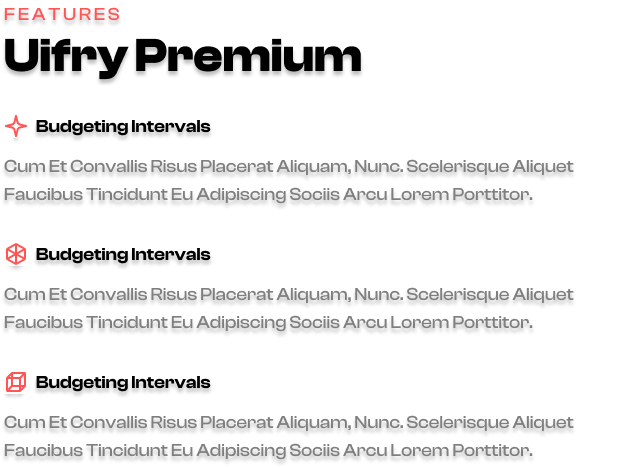 FEATURES
Uifry Premium
Budgeting Intervals
Cum Et Convallis Risus Placerat Aliquam, Nunc. Scelerisque Aliquet
Faucibus Tincidunt Eu Adipiscing Sociis Arcu Lorem Porttitor.
Budgeting Intervals
Cum Et Convallis Risus Placerat Aliquam, Nunc. Scelerisque Aliquet
Faucibus Tincidunt Eu Adipiscing Sociis Arcu Lorem Porttitor.
Budgeting Intervals
Cum Et Convallis Risus Placerat Aliquam, Nunc. Scelerisque Aliquet
Faucibus Tincidunt Eu Adipiscing Sociis Arcu Lorem Porttitor.